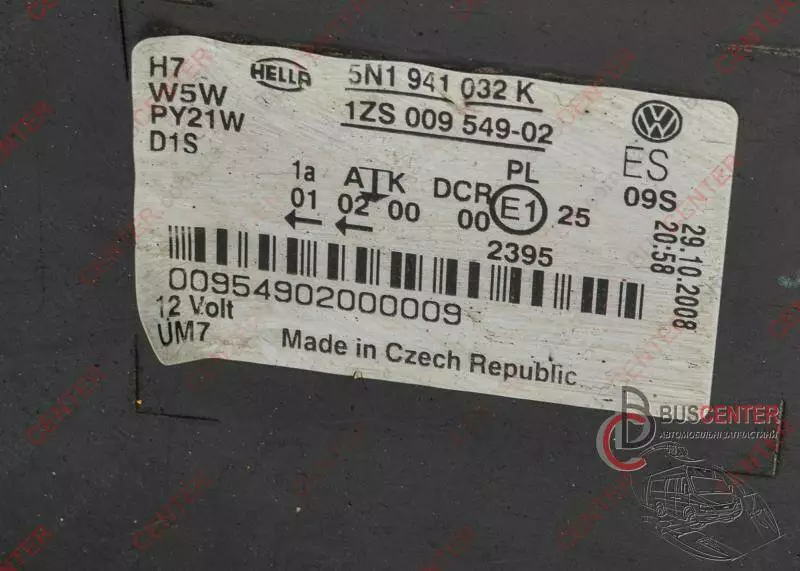 H7
W5W
PY21W
D1S
HELLA
5N1 941 032 K
1ZS 009 549-02
ES
09S
29.10.2008
20:58
1a
01
A
02
K
00
DCR
00
PL
E1
25
2395
00954902000009
12 Volt
UM7
Made in Czech Republic
BUSCENTER
АВТОМОБІЛЬНІ ЗАПЧАСТИНИ